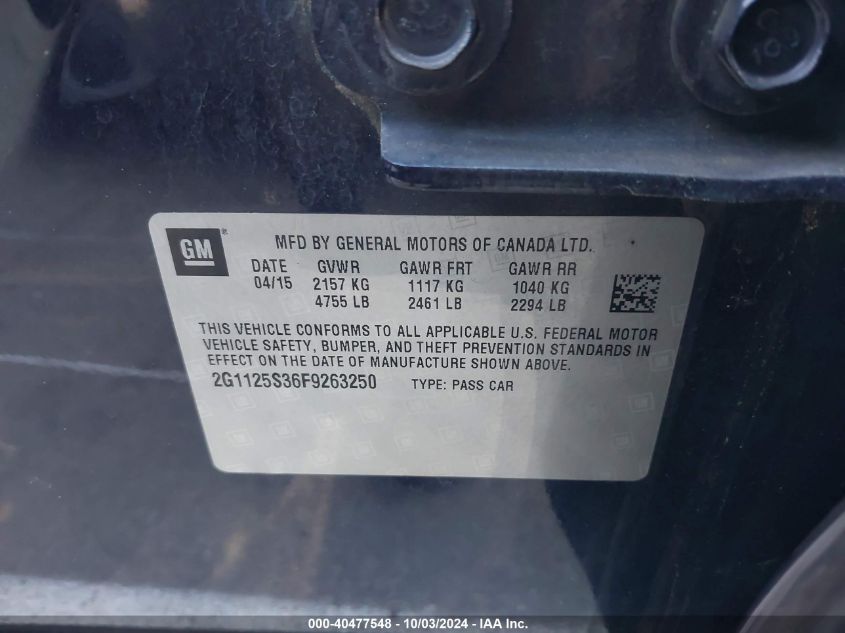 GM®
MFD BY GENERAL MOTORS OF CANADA LTD.
DATE GVWR GAWR FRT GAWR RR
04/15 2157 KG 1117 KG 1040 KG
4755 LB 2461 LB 2294 LB
THIS VEHICLE CONFORMS TO ALL APPLICABLE U.S. FEDERAL MOTOR
VEHICLE SAFETY, BUMPER, AND THEFT PREVENTION STANDARDS IN
EFFECT ON THE DATE OF MANUFACTURE SHOWN ABOVE.
2G1125S36F9263250 TYPE: PASS CAR
000-40477548 - 10/03/2024 - IAA Inc.